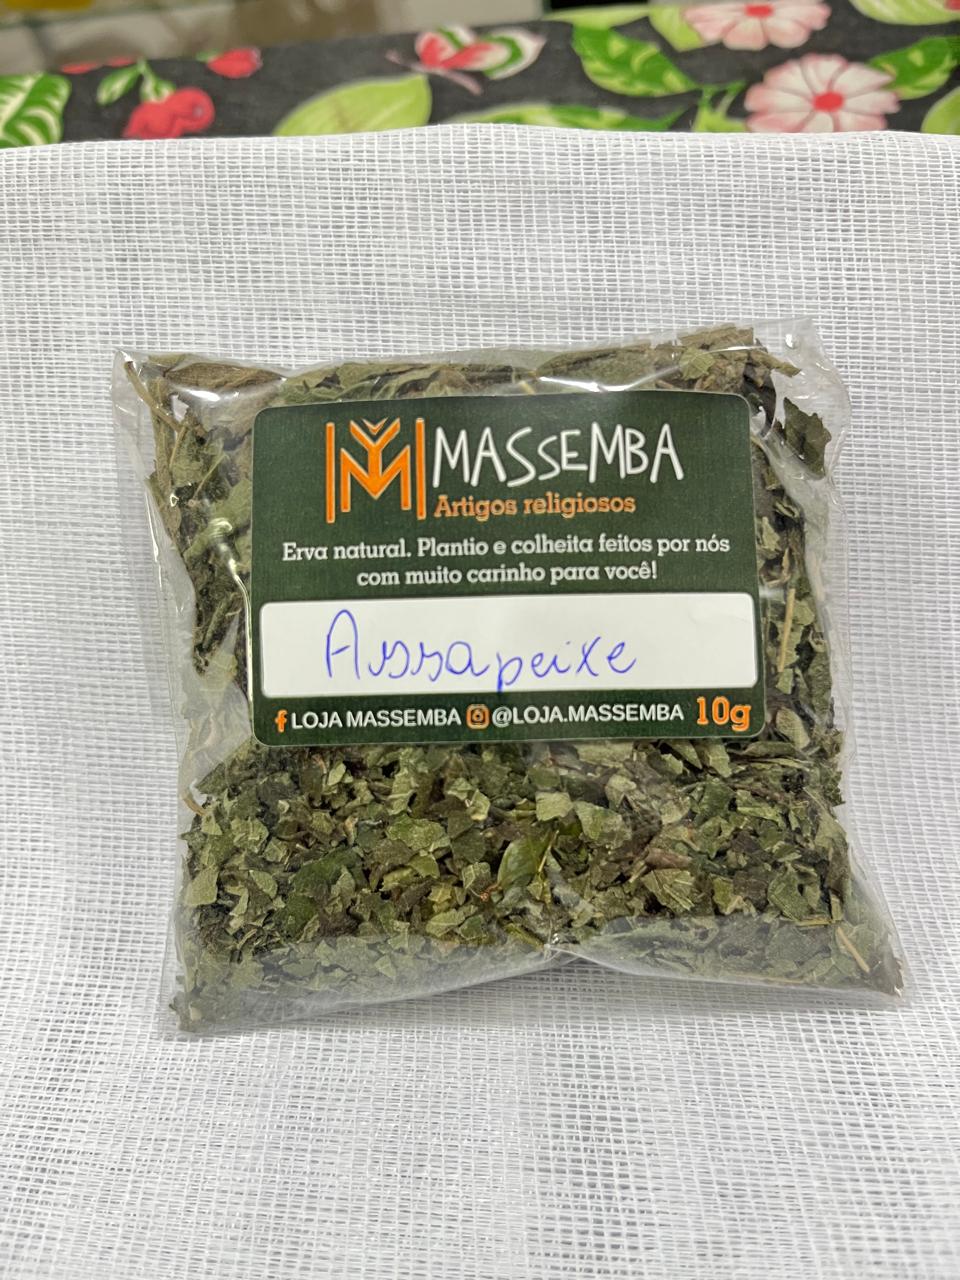 MASSEMBA
Artigos religiosos
Erva natural. Plantio e colheita feitos por nós
com muito carinho para você!
Assapeixe
LOJA MASSEMBA @LOJA.MASSEMBA 10g